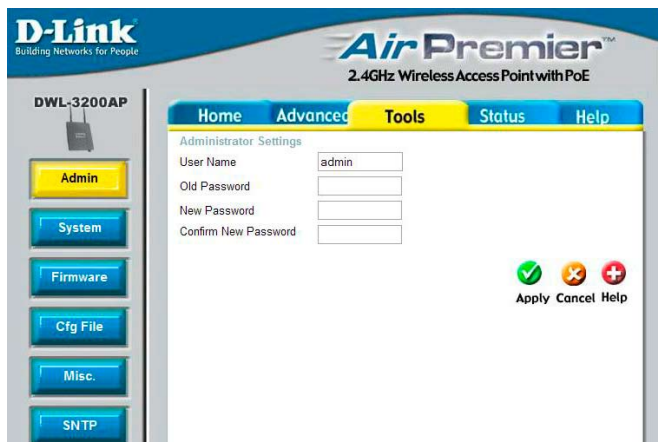 D-Link
Building Networks for People
Air Premier™
2.4GHz Wireless Access Point with PoE
DWL-3200AP
Home Advanced Tools Status Help
Administrator Settings
User Name admin
Old Password
New Password
Confirm New Password
Apply Cancel Help
Admin
System
Firmware
Cfg File
Misc.
SNTP